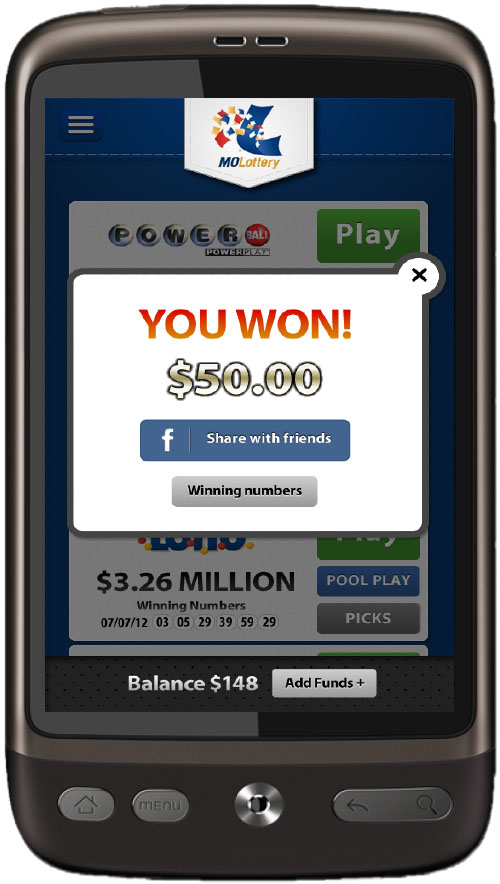 MOLottery
POWERBALL
POWERPLAY
Play
YOU WON!
$50.00
f Share with friends
Winning numbers
LOTTO
Play
$3.26 MILLION
POOL PLAY
Winning Numbers
07/07/12 03 05 29 39 59 29
PICKS
Balance $148
Add Funds +
MENU